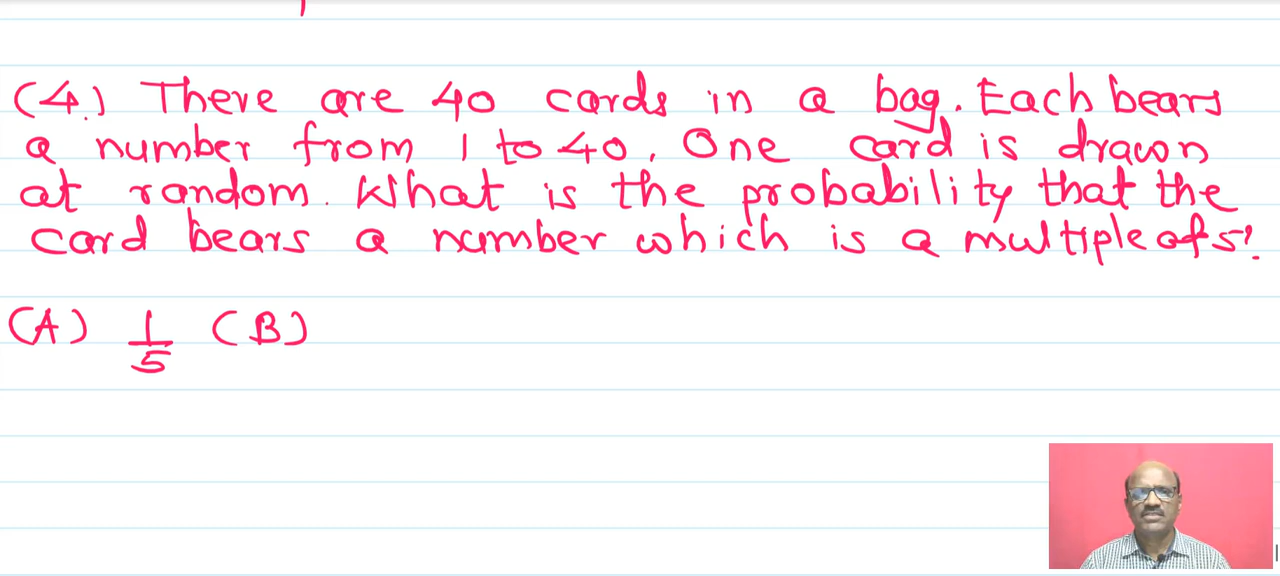 (4.) There are 40 cards in a bag. Each bears
a number from 1 to 40. One card is drawn
at random. What is the probability that the
card bears a number which is a multiple of 5?
(A) 1/5 (B)